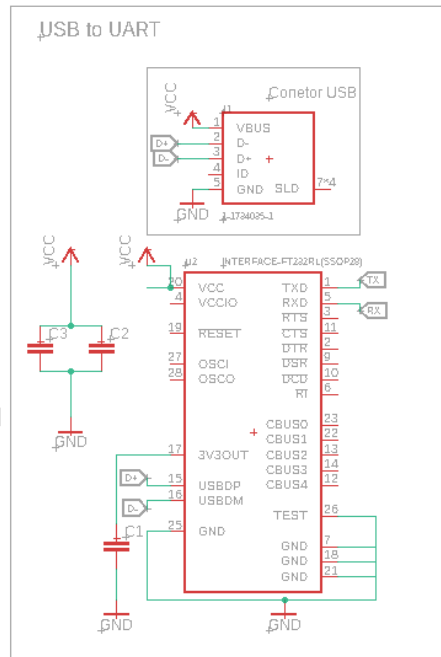 USB to UART
Conetor USB
VCC
J1
1 VBUS
D+ 2 D-
D- 3 D+
4 ID
5 GND SLD 7*4
GND
1-1734035-1
VCC
VCC
U2 INTERFACE-FT232RL(SSOP28)
20 VCC TXD 1 TX
4 VCCIO RXD 5 RX
RTS 3
19 RESET CTS 11
DTR 2
27 OSCI DSR 9
28 OSCO DCD 10
RI 6
C3 C2
CBUS0 23
CBUS1 22
17 3V3OUT CBUS2 13
CBUS3 14
D+ 15 USBDP CBUS4 12
D- 16 USBDM
GND
TEST 26
25 GND
C1
GND 7
GND 18
GND 21
GND
GND